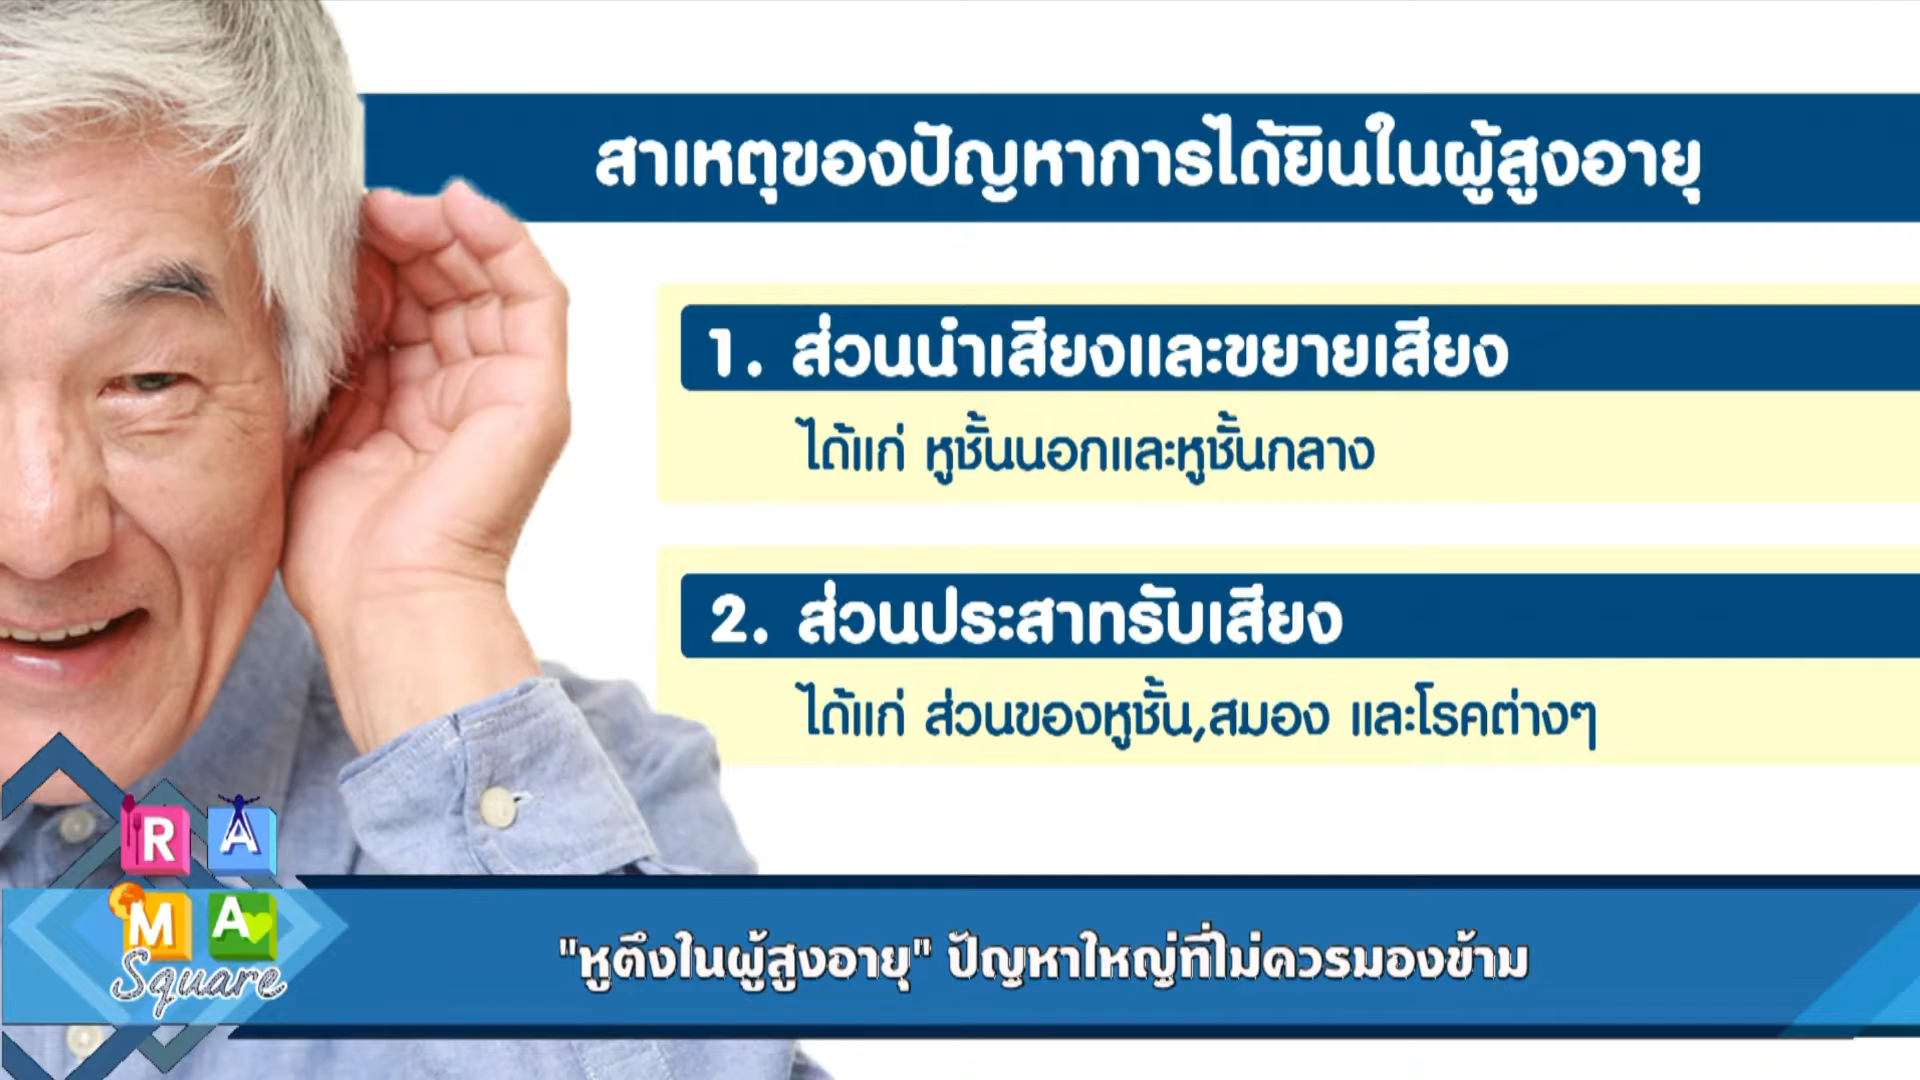 สาเหตุของปัญหาการได้ยินในผู้สูงอายุ
1. ส่วนนำเสียงและขยายเสียง
ได้แก่ หูชั้นนอกและหูชั้นกลาง
2. ส่วนประสาทรับเสียง
ได้แก่ ส่วนของหูชั้น,สมอง และโรคต่างๆ
RA
MA
Square
"หูตึงในผู้สูงอายุ" ปัญหาใหญ่ที่ไม่ควรมองข้าม